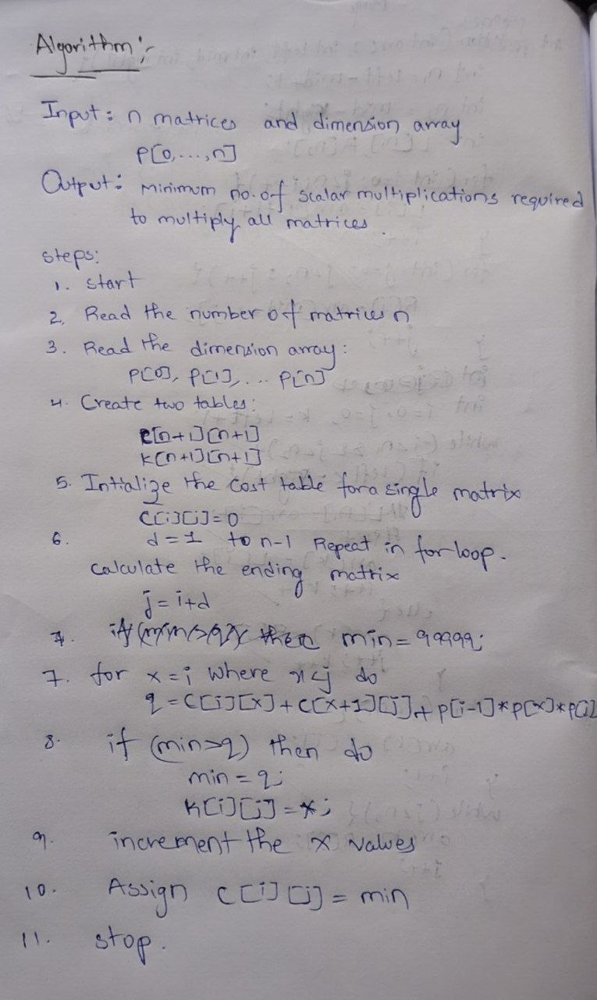 Algorithm :-
Input : n matrices and dimension array
P[0,...,n]
Output : Minimum no. of scalar multiplications required
to multiply all matrices.
Steps:
1. Start
2. Read the number of matrices n
3. Read the dimension array :
P[0], P[1], ... P[n]
4. Create two tables :
C[n+1][n+1]
K[n+1][n+1]
5. Intialize the cost table for a single matrix
C[i][i]=0
6. d=1 to n-1 Repeat in for loop.
calculate the ending matrix
j=i+d
min = 99999;
7. for x=i where x<j do
q = C[i][x]+C[x+1][j]+P[i-1]*P[x]*P[j]
8. if (min>q) then do
min = q;
K[i][j]=x;
9. increment the x values
10. Assign C[i][j] = min
11. stop.